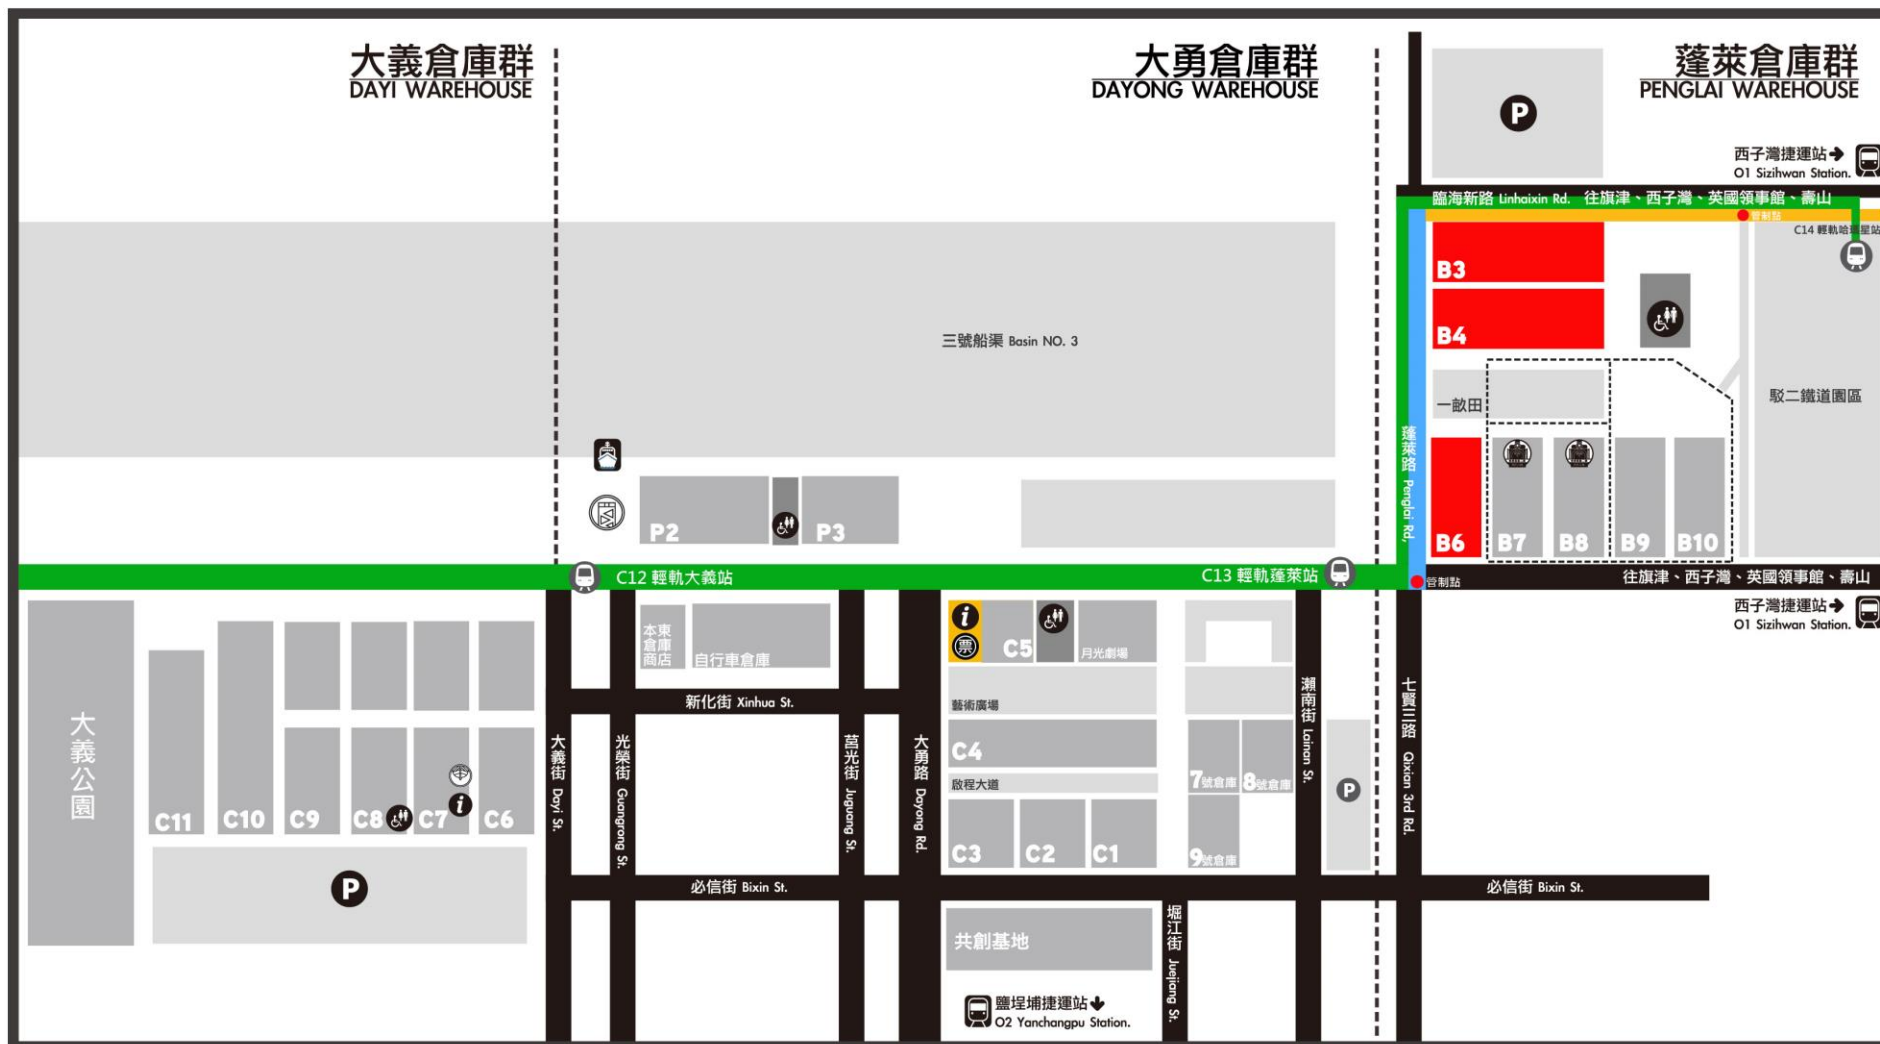 大義倉庫群
DAYI WAREHOUSE
大勇倉庫群
DAYONG WAREHOUSE
蓬萊倉庫群
PENGLAI WAREHOUSE
P
西子灣捷運站
O1 Sizihwan Station.
臨海新路 Linhaixin Rd. 往旗津、西子灣、英國領事館、壽山
管制點
C14 輕軌哈瑪星站
B3
B4
三號船渠 Basin NO. 3
一畝田
駁二鐵道園區
蓬萊路 Penglai Rd,
P2
P3
B6
B7
B8
B9
B10
C12 輕軌大義站
C13 輕軌蓬萊站
管制點
往旗津、西子灣、英國領事館、壽山
西子灣捷運站
O1 Sizihwan Station.
大義公園
C11
C10
C9
C8
C7
i
C6
P
大義街 Dayi St.
光榮街 Guangrong St.
本東
倉庫
商店
自行車倉庫
新化街 Xinhua St.
莒光街 Juguang St.
大勇路 Dayong Rd.
i
票
C5
月光劇場
藝術廣場
C4
啟程大道
C3
C2
C1
7號倉庫
8號倉庫
9號倉庫
瀨南街 Lainan St.
P
七賢三路 Qixian 3rd Rd.
必信街 Bixin St.
必信街 Bixin St.
共創基地
堀江街 Juejiang St.
鹽埕埔捷運站
O2 Yanchangpu Station.